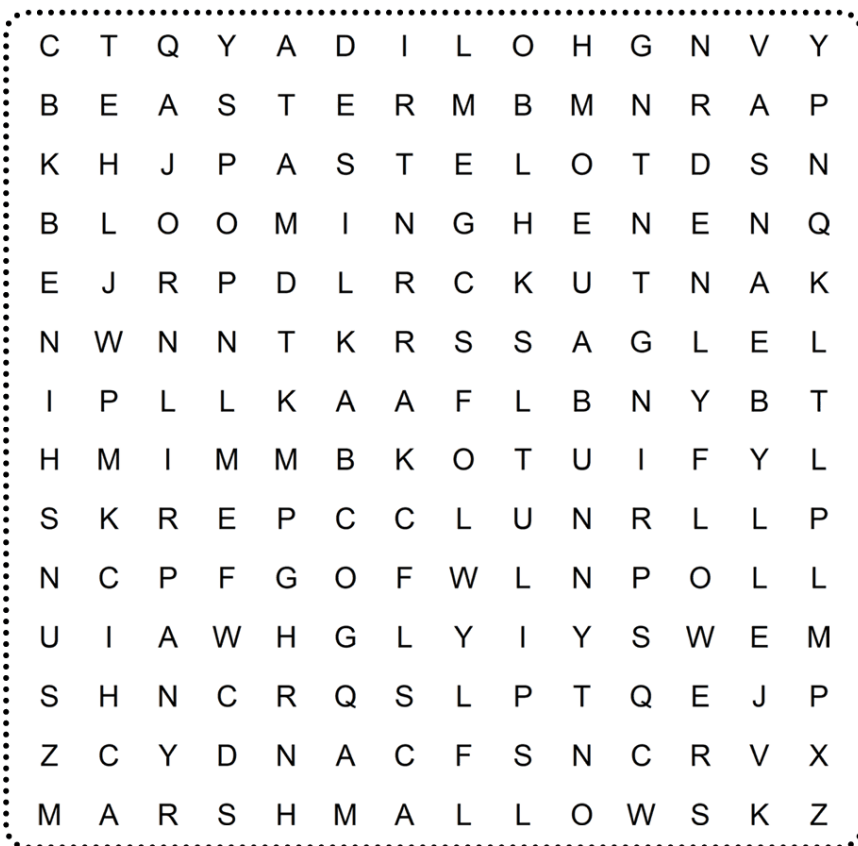 C T Q Y A D I L O H G N V Y
B E A S T E R M B M N R A P
K H J P A S T E L O T D S N
B L O O M I N G H E N E N Q
E J R P D L R C K U T N A K
N W N N T K R S S A G L E L
I P L L K A A F L B N Y B T
H M I M M B K O T U I F Y L
S K R E P C C L U N R L L P
N C P F G O F W L N P O L L
U I A W H G L Y I Y S W E M
S H N C R Q S L P T Q E J P
Z C Y D N A C F S N C R V X
M A R S H M A L L O W S K Z